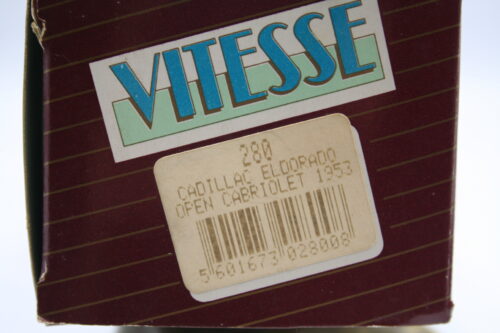 VITESSE
280
CADILLAC ELDORADO
OPEN CABRIOLET 1953
5 601673 028008